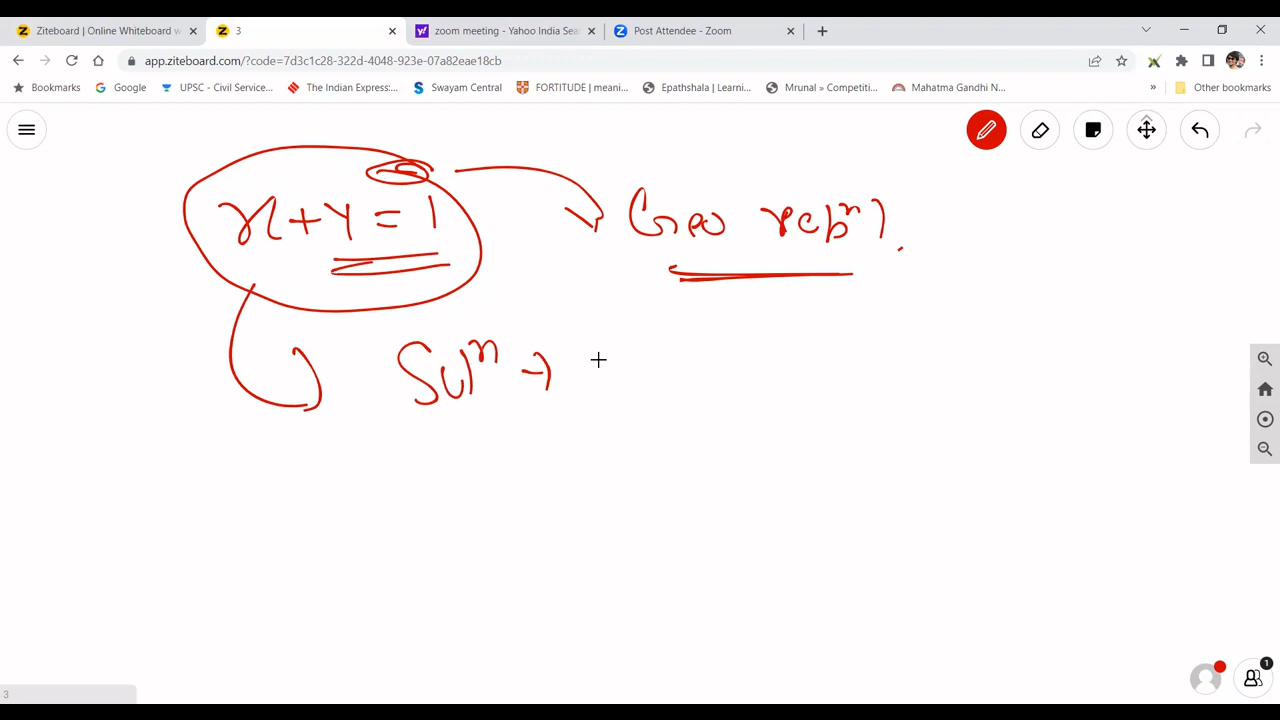 Ziteboard | Online Whiteboard w
3
zoom meeting - Yahoo India Sea
Post Attendee - Zoom
app.ziteboard.com/?code=7d3c1c28-322d-4048-923e-07a82eae18cb
Bookmarks
Google
UPSC - Civil Service...
The Indian Express:...
Swayam Central
FORTITUDE | meani...
Epathshala | Learni...
Mrunal » Competiti...
Mahatma Gandhi N...
»
Other bookmarks
x + y = 1
Geo repⁿ
Solⁿ →
1
3